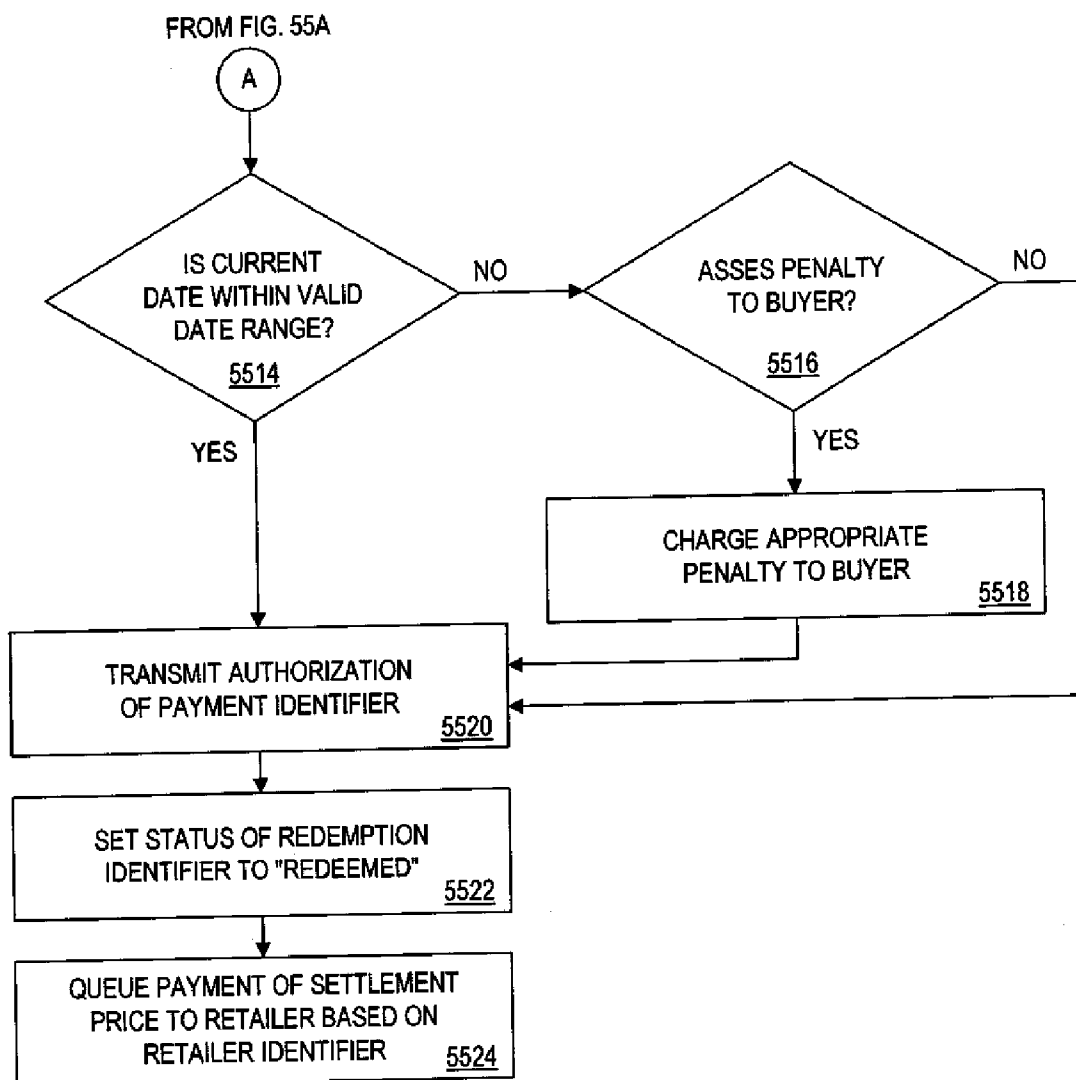 FROM FIG. 55A
A
IS CURRENT
DATE WITHIN VALID
DATE RANGE?
5514
NO
ASSES PENALTY
TO BUYER?
5516
NO
YES
YES
CHARGE APPROPRIATE
PENALTY TO BUYER
5518
TRANSMIT AUTHORIZATION
OF PAYMENT IDENTIFIER
5520
SET STATUS OF REDEMPTION
IDENTIFIER TO "REDEEMED"
5522
QUEUE PAYMENT OF SETTLEMENT
PRICE TO RETAILER BASED ON
RETAILER IDENTIFIER
5524